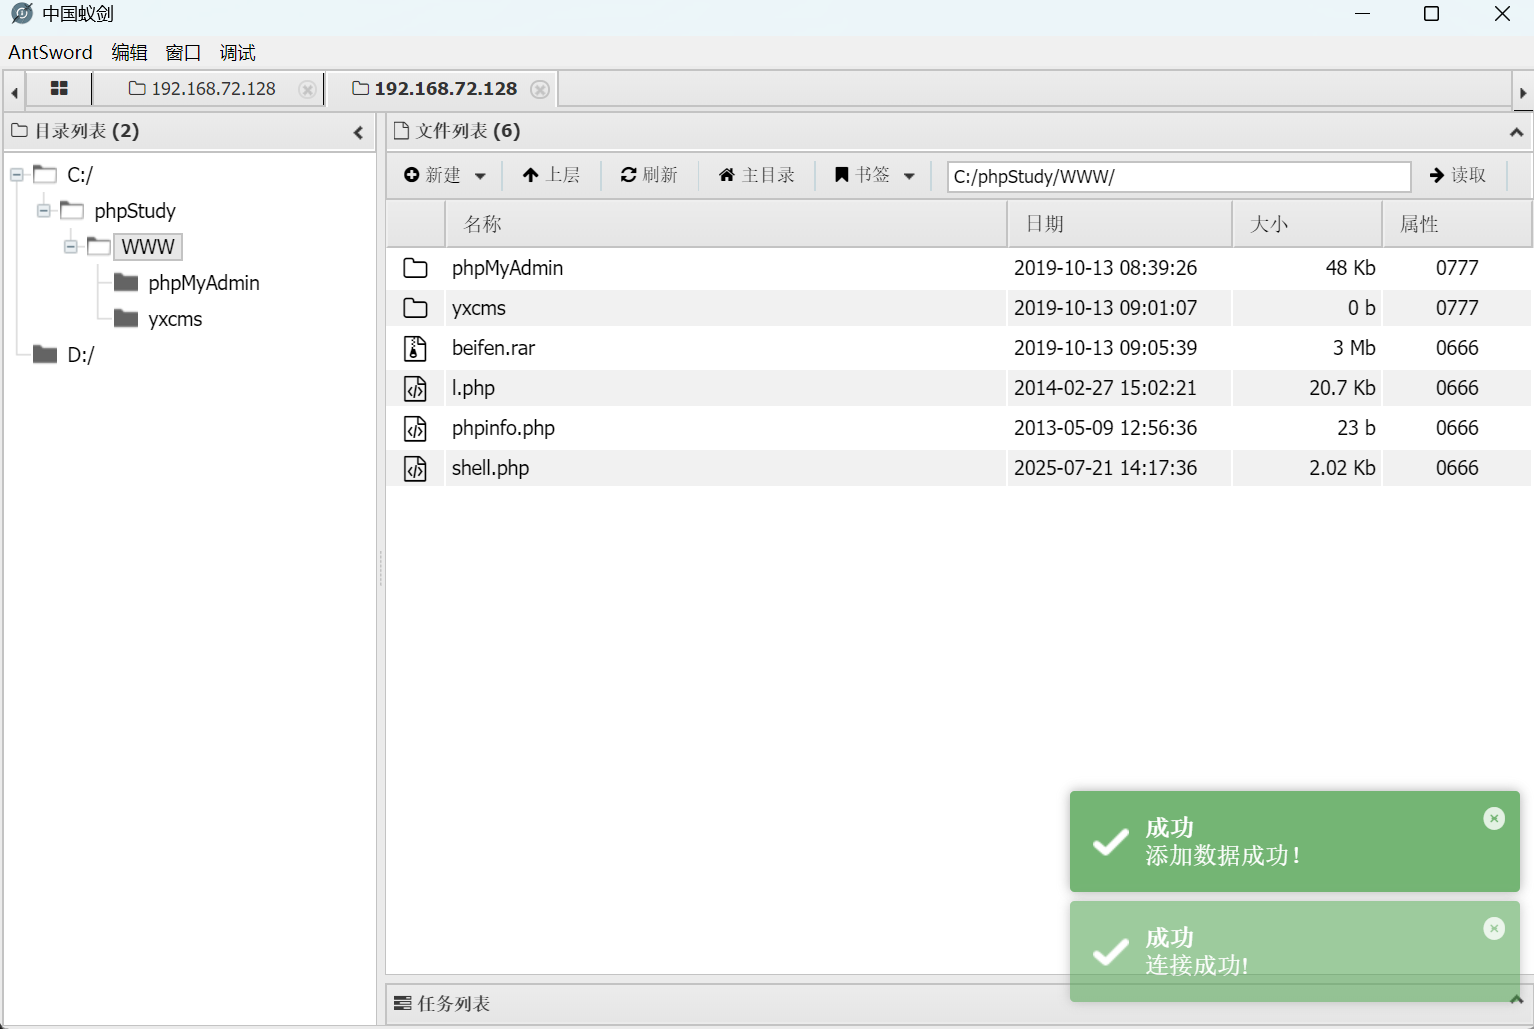 中国蚁剑
AntSword 编辑 窗口 调试
192.168.72.128 192.168.72.128
目录列表 (2)
C:/
phpStudy
WWW
phpMyAdmin
yxcms
D:/
文件列表 (6)
新建 上层 刷新 主目录 书签 C:/phpStudy/WWW/ 读取
名称 日期 大小 属性
phpMyAdmin 2019-10-13 08:39:26 48 Kb 0777
yxcms 2019-10-13 09:01:07 0 b 0777
beifen.rar 2019-10-13 09:05:39 3 Mb 0666
l.php 2014-02-27 15:02:21 20.7 Kb 0666
phpinfo.php 2013-05-09 12:56:36 23 b 0666
shell.php 2025-07-21 14:17:36 2.02 Kb 0666
成功
添加数据成功！
成功
连接成功!
任务列表